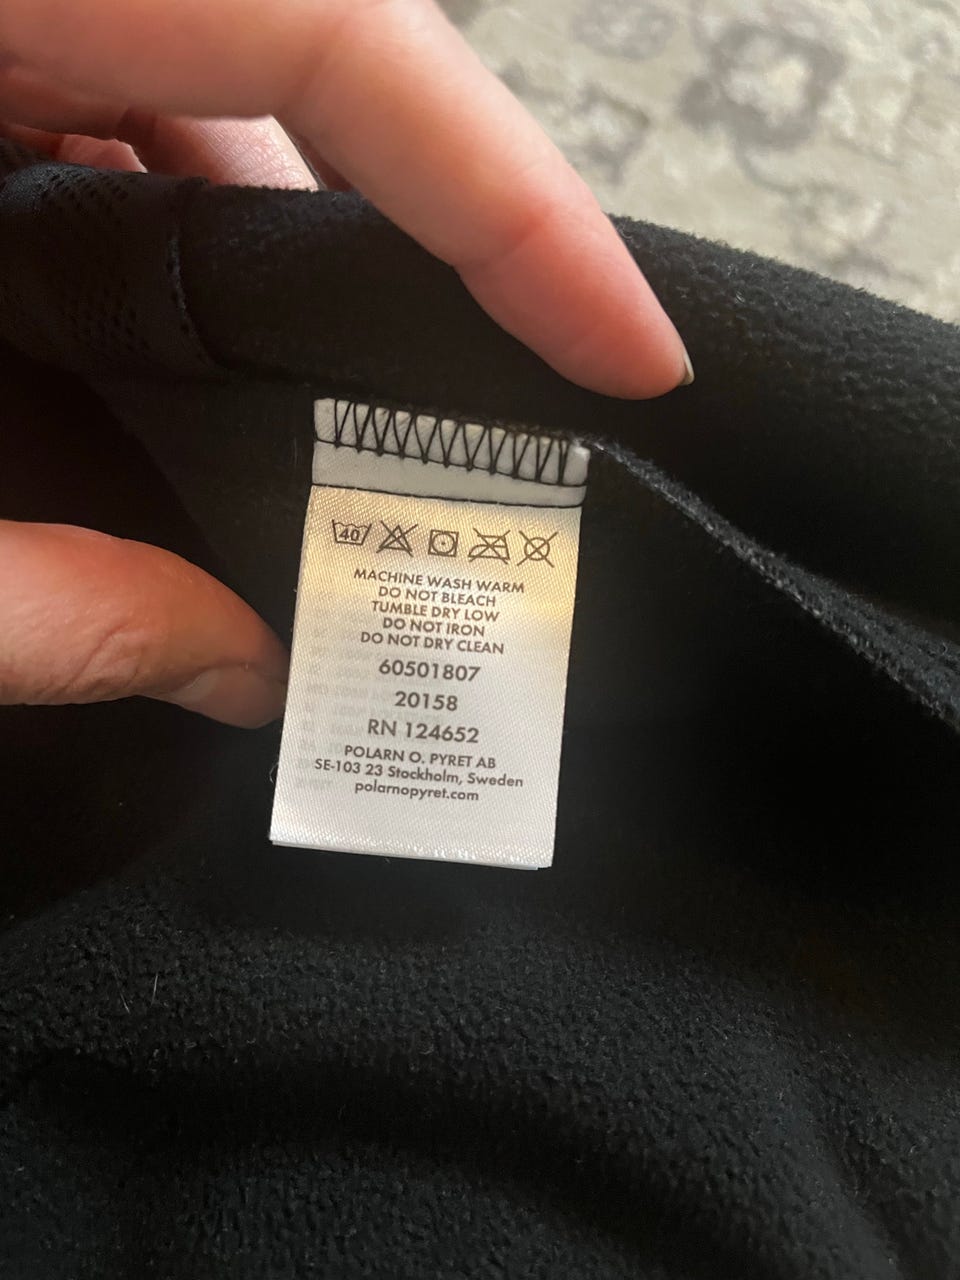 40
MACHINE WASH WARM
DO NOT BLEACH
TUMBLE DRY LOW
DO NOT IRON
DO NOT DRY CLEAN
60501807
20158
RN 124652
POLARN O. PYRET AB
SE-103 23 Stockholm, Sweden
polarnopyret.com